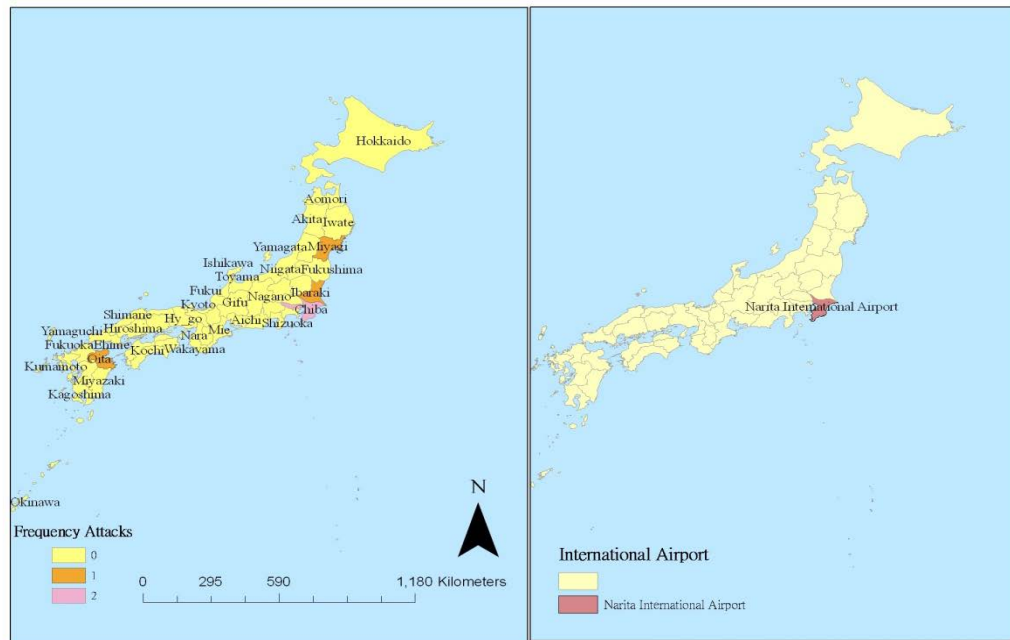 Hokkaido
Aomori
Akita Iwate
Yamagata Miyagi
Ishikawa
Niigata Fukushima
Toyama
Fukui
Nagano Ibaraki
Kyoto Gifu
Chiba
Shimane
Hy go
Aichi Shizuoka
Yamaguchi Hiroshima
Nara Mie
Fukuoka Ehime
Kochi Wakayama
Oita
Kumamoto
Miyazaki
Kagoshima
Okinawa
Frequency Attacks
0
1
2
N
0 295 590 1,180 Kilometers
Narita International Airport
International Airport
Narita International Airport